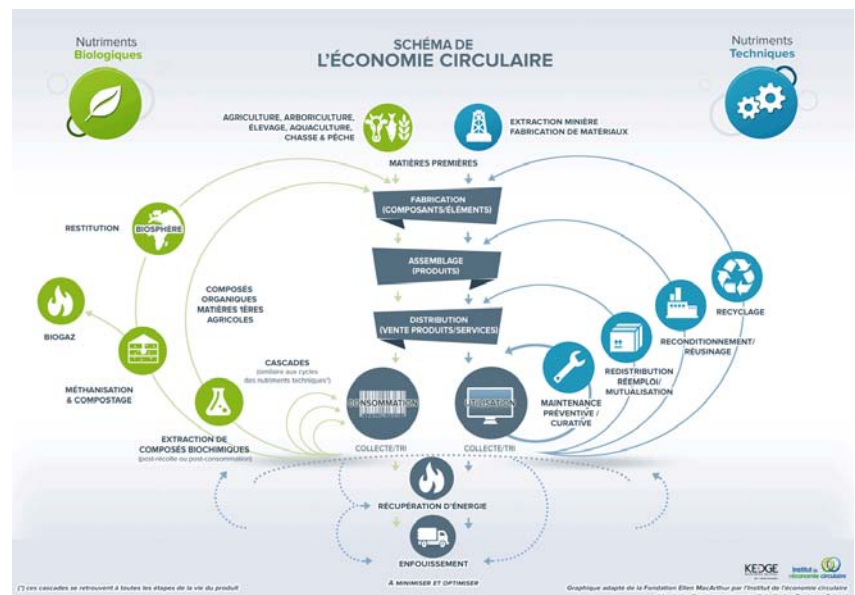 Nutriments
Biologiques
SCHÉMA DE
L'ÉCONOMIE CIRCULAIRE
Nutriments
Techniques
AGRICULTURE, ARBORICULTURE,
ÉLEVAGE, AQUACULTURE,
CHASSE & PÊCHE
EXTRACTION MINIÈRE
FABRICATION DE MATÉRIAUX
MATIÈRES PREMIÈRES
FABRICATION
(COMPOSANTS/ÉLÉMENTS)
RESTITUTION
BIOSPHÈRE
ASSEMBLAGE
(PRODUITS)
COMPOSÉS
ORGANIQUES
MATIÈRES 1ÈRES
AGRICOLES
DISTRIBUTION
(VENTE PRODUITS/SERVICES)
RECYCLAGE
BIOGAZ
RECONDITIONNEMENT/
RÉUSINAGE
CASCADES
(similaire aux cycles
des nutriments techniques*)
REDISTRIBUTION
RÉEMPLOI/
MUTUALISATION
MÉTHANISATION
& COMPOSTAGE
CONSOMMATION
UTILISATION
MAINTENANCE
PRÉVENTIVE /
CURATIVE
EXTRACTION DE
COMPOSÉS BIOCHIMIQUES
(post-récolte ou post-consommation)
COLLECTE/TRI
COLLECTE/TRI
RÉCUPÉRATION D'ÉNERGIE
ENFOUISSEMENT
À MINIMISER ET OPTIMISER
KEDGE
institut de
l'économie circulaire
(*) ces cascades se retrouvent à toutes les étapes de la vie du produit
Graphique adapté de la Fondation Ellen MacArthur par l'Institut de l'économie circulaire